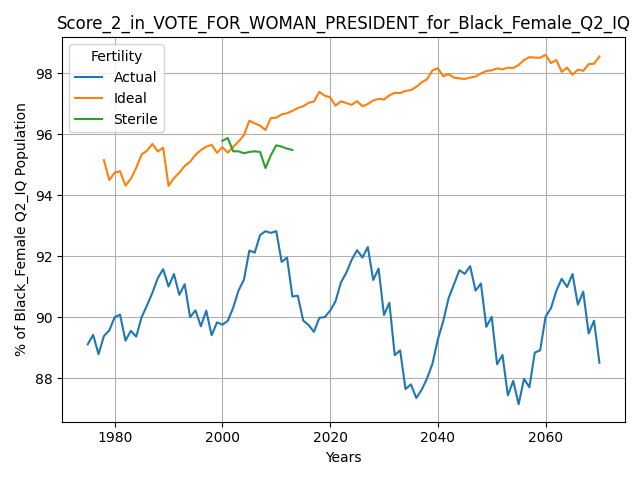 Score_2_in_VOTE_FOR_WOMAN_PRESIDENT_for_Black_Female_Q2_IQ
Fertility
Actual
Ideal
Sterile
% of Black_Female Q2_IQ Population
98
96
94
92
90
88
1980
2000
2020
2040
2060
Years